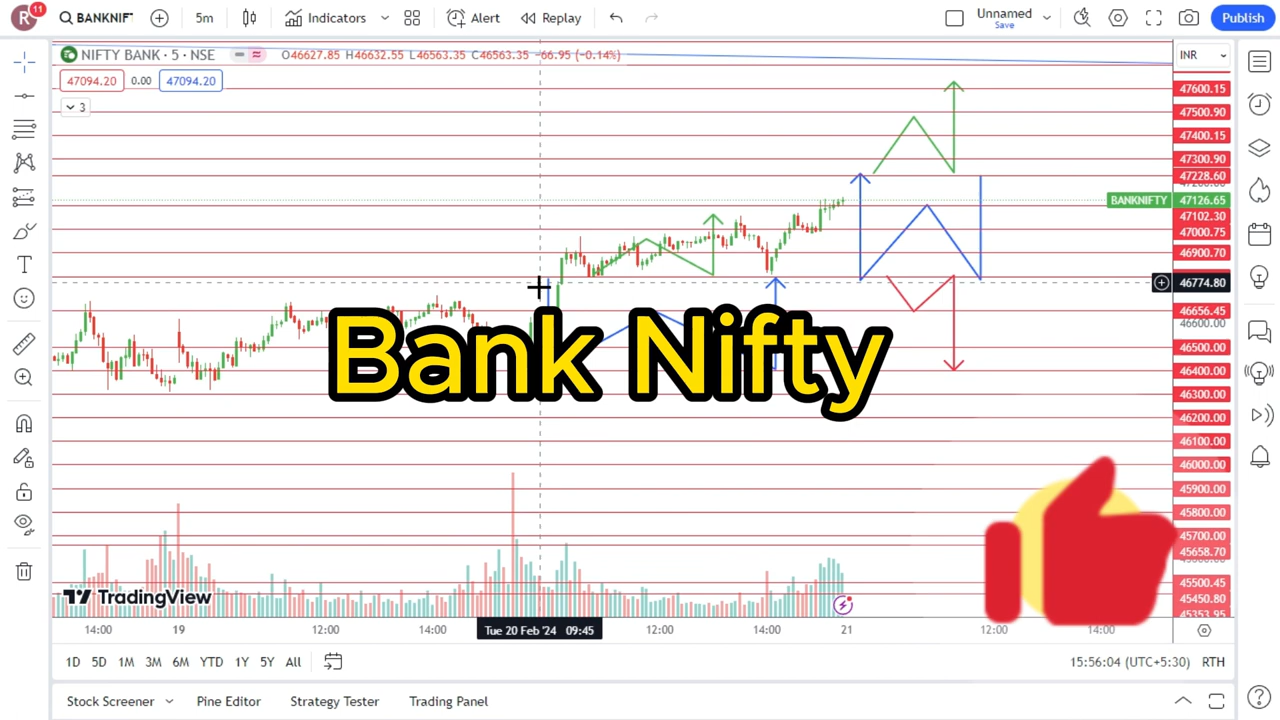 R 11 BANKNIF 5m Indicators Alert Replay Unnamed Save Publish
NIFTY BANK · 5 · NSE O46627.85 H46632.55 L46563.35 C46563.35 -66.95 (-0.14%) INR
47094.20 0.00 47094.20
3
47600.15
47500.90
47400.15
47300.90
47228.60
BANKNIFTY 47126.65
47102.30
47000.75
46900.70
46774.80
46656.45
46600.00
46500.00
46400.00
46300.00
46200.00
46100.00
46000.00
45900.00
45800.00
45700.00
45658.70
45500.45
45450.80
45353.95
Bank Nifty
TradingView
14:00 19 12:00 14:00 Tue 20 Feb '24 09:45 12:00 14:00 21 12:00 14:00
1D 5D 1M 3M 6M YTD 1Y 5Y All 15:56:04 (UTC+5:30) RTH
Stock Screener Pine Editor Strategy Tester Trading Panel